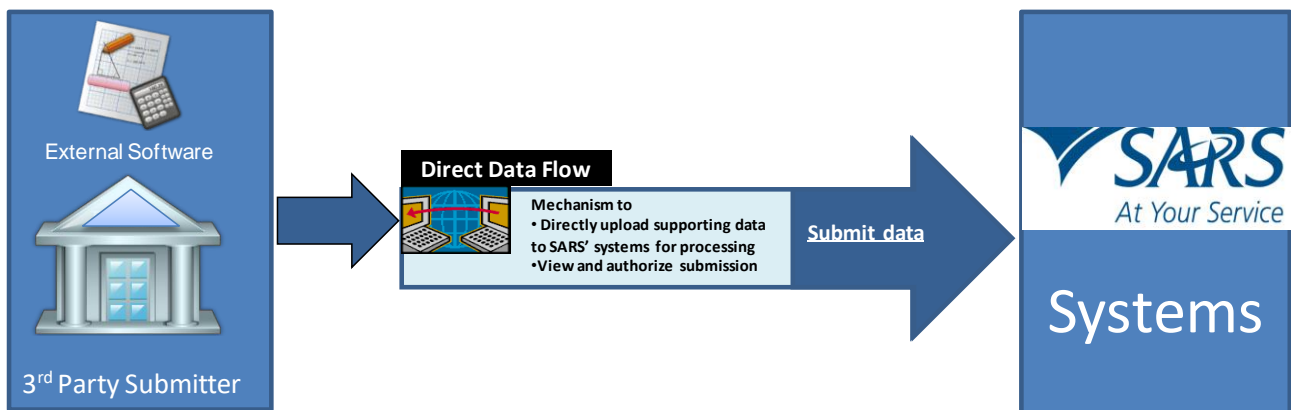 External Software
3rd Party Submitter
Direct Data Flow
Mechanism to
• Directly upload supporting data
to SARS’ systems for processing
•View and authorize submission
Submit data
SARS
At Your Service
Systems